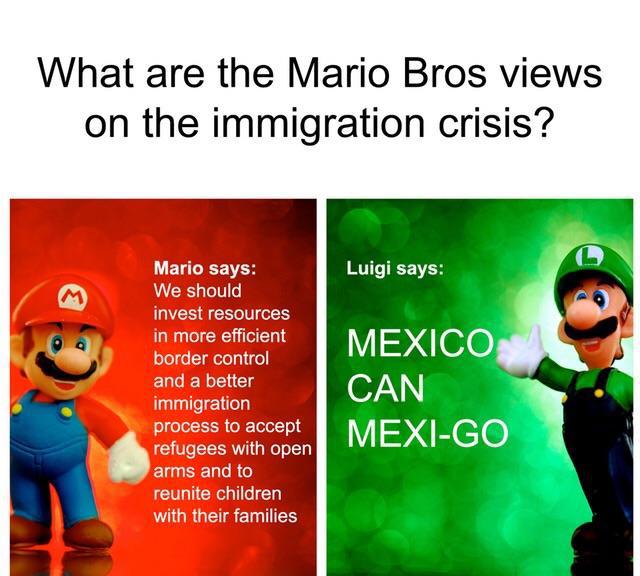 What are the Mario Bros views
on the immigration crisis?
Mario says:
We should
invest resources
in more efficient
border control
and a better
immigration
process to accept
refugees with open
arms and to
reunite children
with their families
M
Luigi says:
MEXICO
CAN
MEXI-GO
L